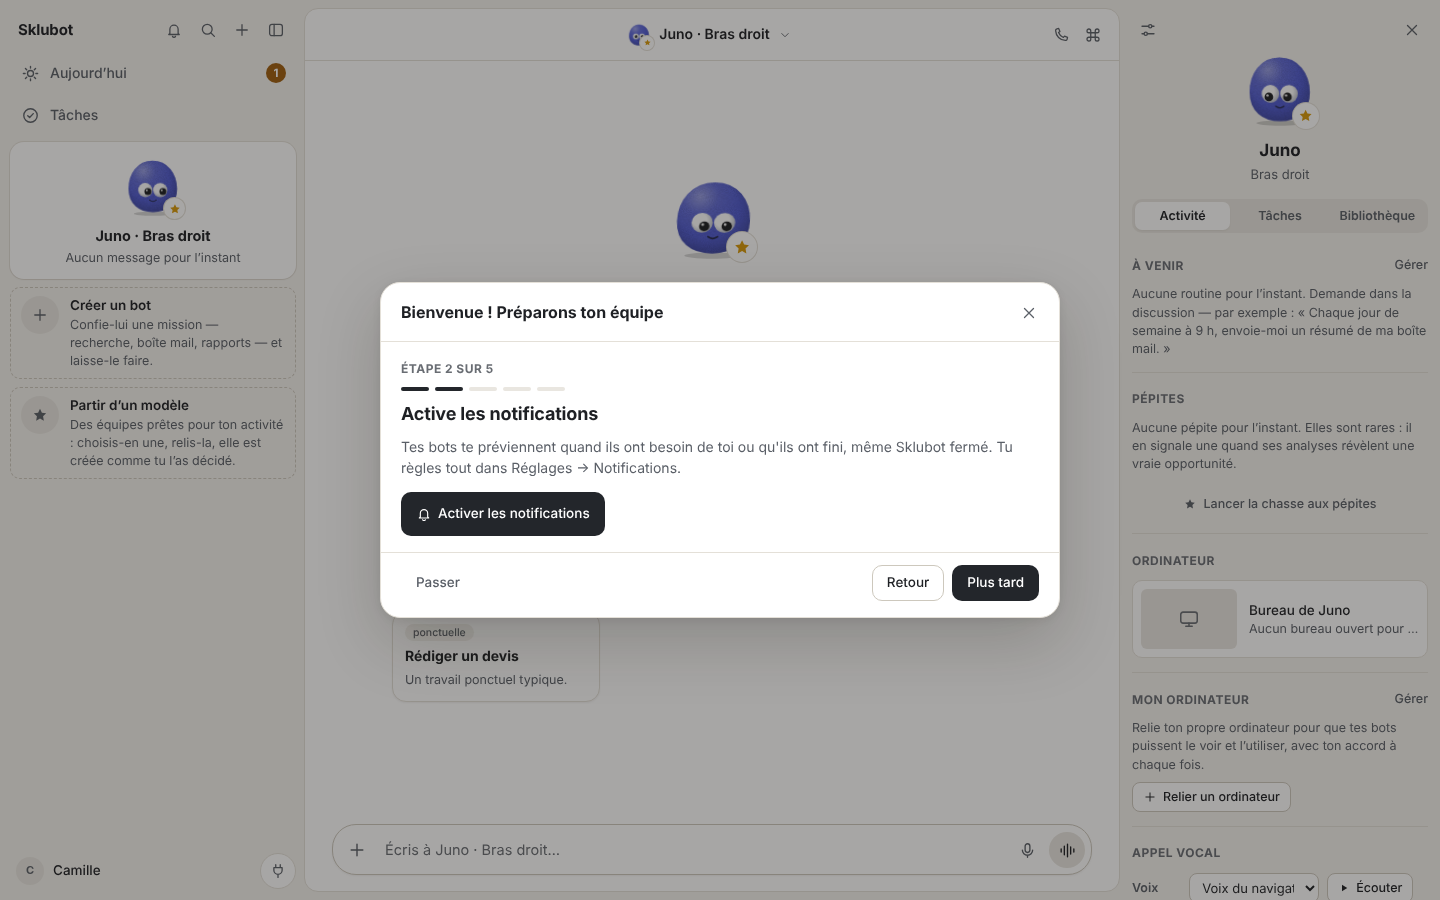 Sklubot
Aujourd'hui
1
Tâches
Juno · Bras droit
Aucun message pour l'instant
Créer un bot
Confie-lui une mission —
recherche, boîte mail, rapports — et
laisse-le faire.
Partir d'un modèle
Des équipes prêtes pour ton activité
: choisis-en une, relis-la, elle est
créée comme tu l'as décidé.
C
Camille
Juno · Bras droit
Bienvenue ! Préparons ton équipe
ÉTAPE 2 SUR 5
Active les notifications
Tes bots te préviennent quand ils ont besoin de toi ou qu'ils ont fini, même Sklubot fermé. Tu
règles tout dans Réglages → Notifications.
Activer les notifications
Passer
Retour
Plus tard
ponctuelle
Rédiger un devis
Un travail ponctuel typique.
Écris à Juno · Bras droit...
Juno
Bras droit
Activité
Tâches
Bibliothèque
À VENIR
Gérer
Aucune routine pour l'instant. Demande dans la
discussion — par exemple : « Chaque jour de
semaine à 9 h, envoie-moi un résumé de ma boîte
mail. »
PÉPITES
Aucune pépite pour l'instant. Elles sont rares : il
en signale une quand ses analyses révèlent une
vraie opportunité.
Lancer la chasse aux pépites
ORDINATEUR
Bureau de Juno
Aucun bureau ouvert pour ...
MON ORDINATEUR
Gérer
Relie ton propre ordinateur pour que tes bots
puissent le voir et l'utiliser, avec ton accord à
chaque fois.
Relier un ordinateur
APPEL VOCAL
Voix
Voix du navigat
Écouter